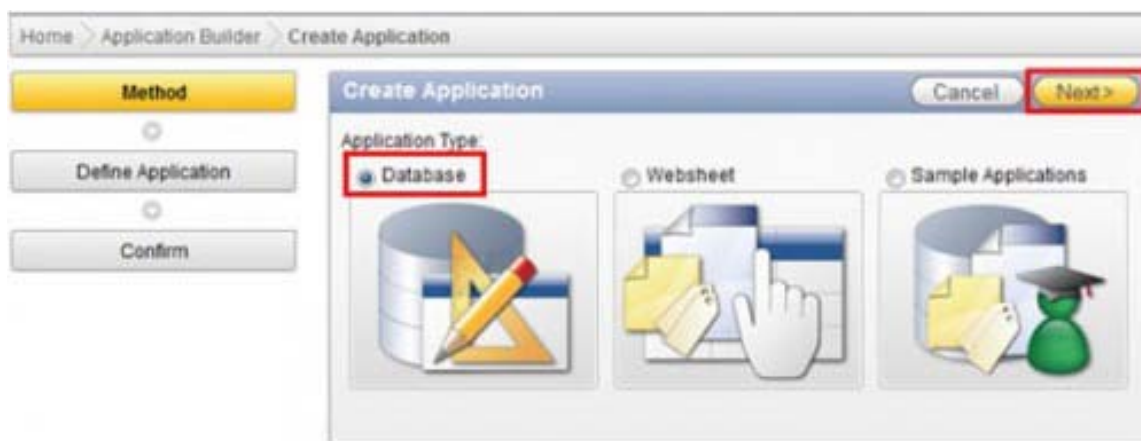 Home Application Builder Create Application
Method
Define Application
Confirm
Create Application
Cancel
Next >
Application Type:
Database
Websheet
Sample Applications